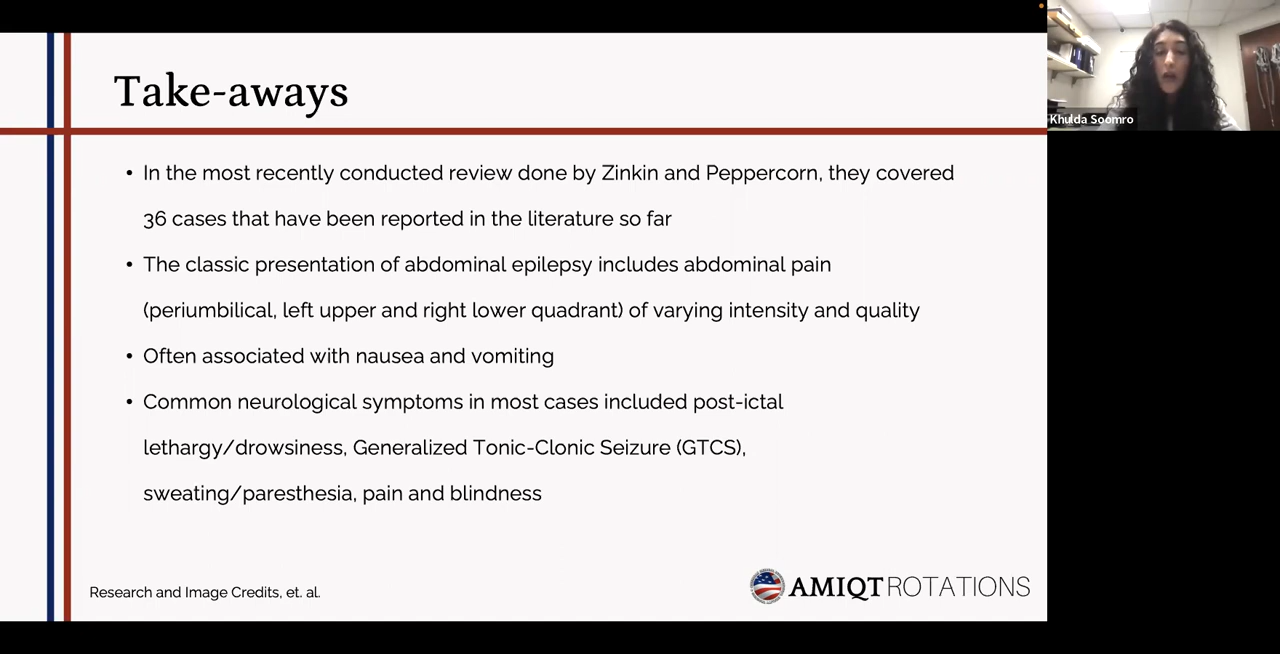 Take-aways
Khulda Soomro
• In the most recently conducted review done by Zinkin and Peppercorn, they covered
36 cases that have been reported in the literature so far
• The classic presentation of abdominal epilepsy includes abdominal pain
(periumbilical, left upper and right lower quadrant) of varying intensity and quality
• Often associated with nausea and vomiting
• Common neurological symptoms in most cases included post-ictal
lethargy/drowsiness, Generalized Tonic-Clonic Seizure (GTCS),
sweating/paresthesia, pain and blindness
Research and Image Credits, et. al.
AMIQT ROTATIONS